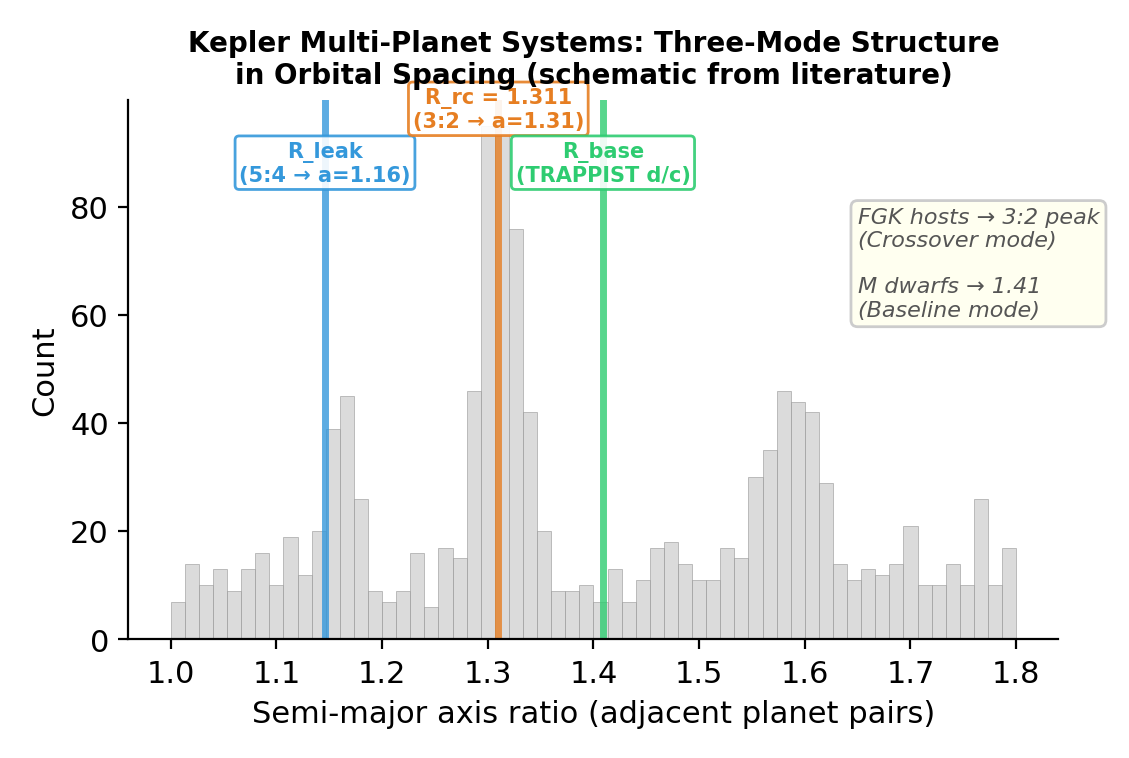 Kepler Multi-Planet Systems: Three-Mode Structure
in Orbital Spacing (schematic from literature)
R_rc = 1.311
(3:2 → a=1.31)
R_leak
(5:4 → a=1.16)
R_base
(TRAPPIST d/c)
FGK hosts → 3:2 peak
(Crossover mode)
M dwarfs → 1.41
(Baseline mode)
Count
80
60
40
20
0
1.0 1.1 1.2 1.3 1.4 1.5 1.6 1.7 1.8
Semi-major axis ratio (adjacent planet pairs)